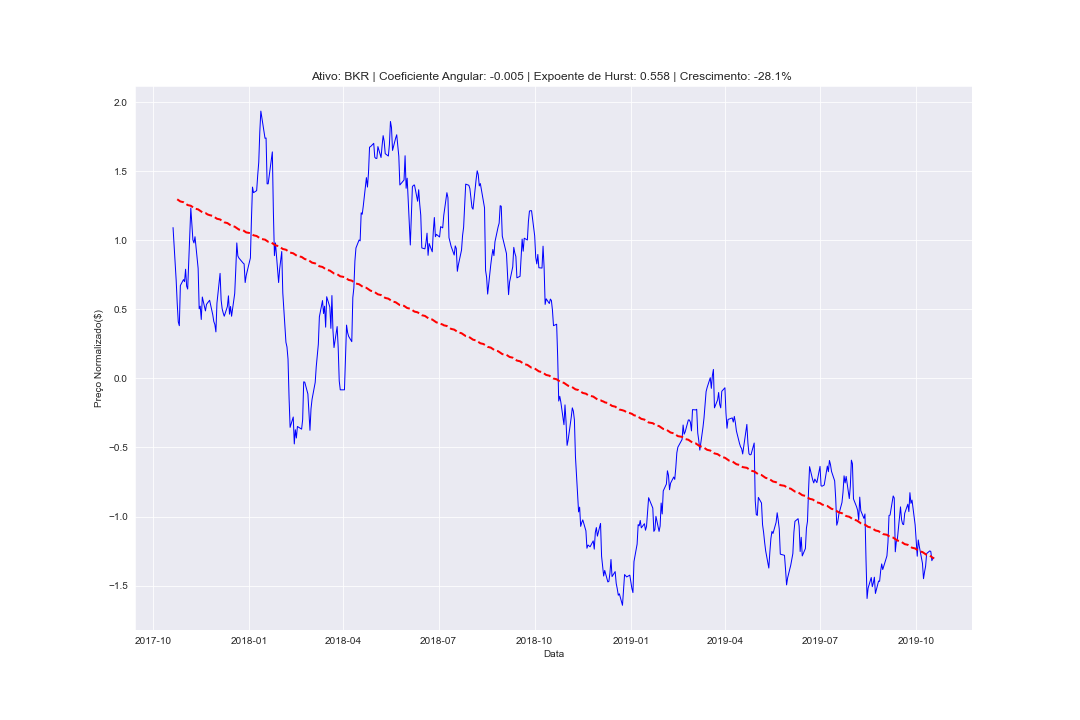 Ativo: BKR | Coeficiente Angular: -0.005 | Expoente de Hurst: 0.558 | Crescimento: -28.1%
2.0
1.5
1.0
0.5
0.0
−0.5
−1.0
−1.5
Preço Normalizado($)
2017-10 2018-01 2018-04 2018-07 2018-10 2019-01 2019-04 2019-07 2019-10
Data